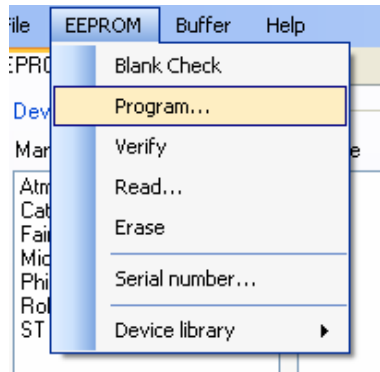 ile EEPROM Buffer Help
EPRO
Blank Check
Program...
Dev
Verify
Mar
e
Read...
Atm
Cat
Erase
Fai
Mic
Serial number...
Phi
Rol
Device library
ST